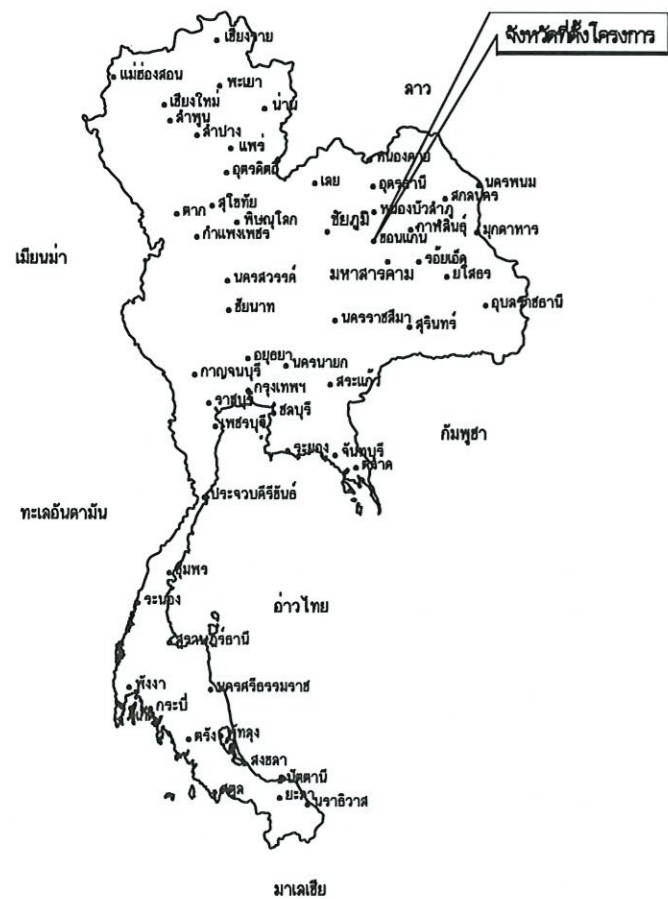 เชียงราย
จังหวัดที่ตั้งโครงการ
แม่ฮ่องสอน
พะเยา
ลาว
เชียงใหม่
น่าน
ลำพูน
ลำปาง
แพร่
หนองคาย
อุตรดิตถ์
เลย
อุดรธานี
นครพนม
สกลนคร
สุโขทัย
ตาก
พิษณุโลก
หนองบัวลำภู
ชัยภูมิ
กาฬสินธุ์
มุกดาหาร
กำแพงเพชร
ขอนแก่น
เมียนม่า
มหาสารคาม
ร้อยเอ็ด
ยโสธร
นครสวรรค์
อุบลราชธานี
ชัยนาท
นครราชสีมา
สุรินทร์
อยุธยา
นครนายก
กาญจนบุรี
สระแก้ว
กรุงเทพฯ
ราชบุรี
ชลบุรี
เพชรบุรี
กัมพูชา
ระยอง
จันทบุรี
ตราด
ประจวบคีรีขันธ์
ทะเลอันดามัน
ชุมพร
ระนอง
อ่าวไทย
สุราษฎร์ธานี
พังงา
นครศรีธรรมราช
กระบี่
ภูเก็ต
ตรัง
พัทลุง
สงขลา
ปัตตานี
สตูล
ยะลา
นราธิวาส
มาเลเซีย